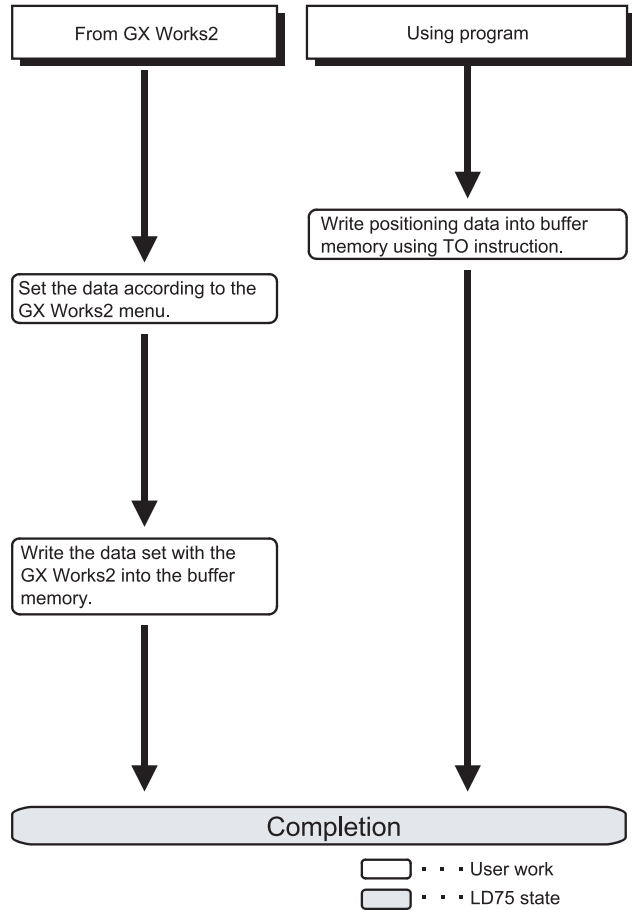 From GX Works2
Using program
Write positioning data into buffer
memory using TO instruction.
Set the data according to the
GX Works2 menu.
Write the data set with the
GX Works2 into the buffer
memory.
Completion
· · · User work
· · · LD75 state